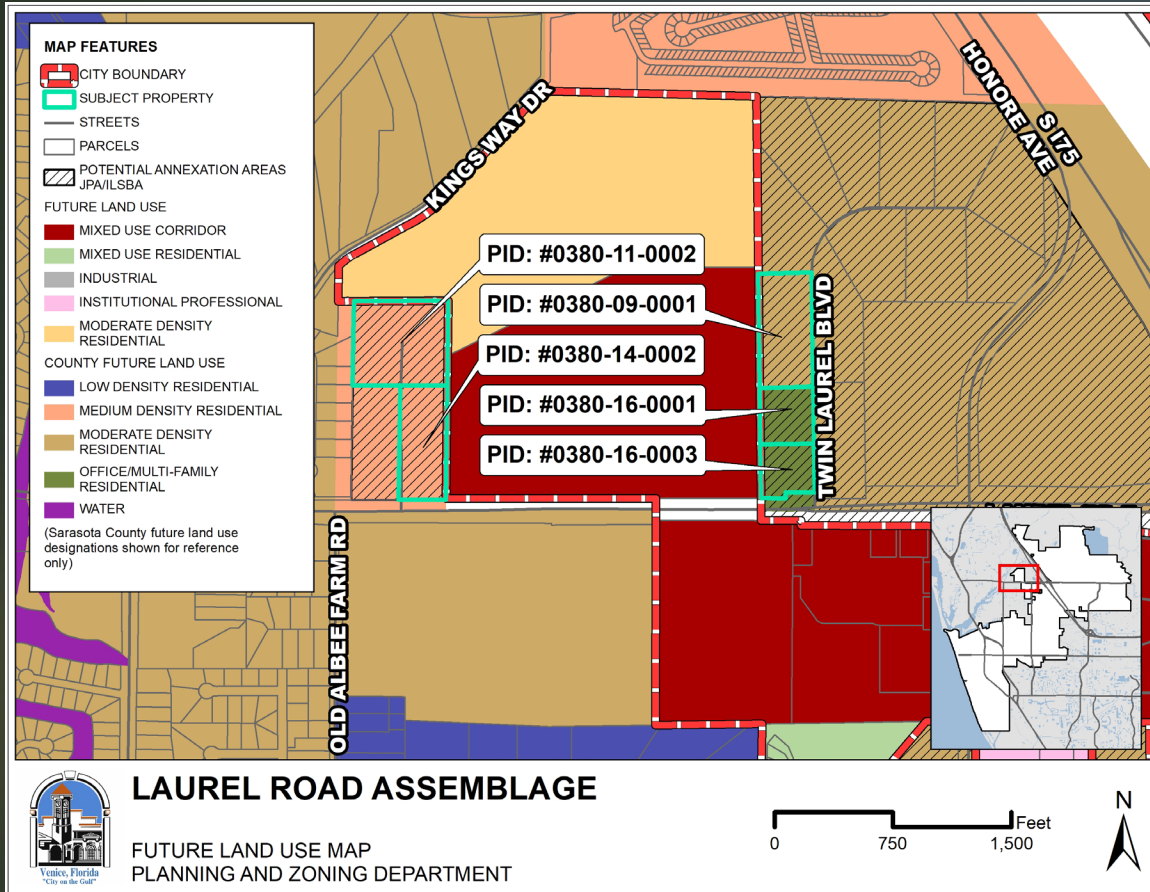 MAP FEATURES
CITY BOUNDARY
SUBJECT PROPERTY
STREETS
PARCELS
POTENTIAL ANNEXATION AREAS
JPA/ILSBA
FUTURE LAND USE
MIXED USE CORRIDOR
MIXED USE RESIDENTIAL
INDUSTRIAL
INSTITUTIONAL PROFESSIONAL
MODERATE DENSITY
RESIDENTIAL
COUNTY FUTURE LAND USE
LOW DENSITY RESIDENTIAL
MEDIUM DENSITY RESIDENTIAL
MODERATE DENSITY
RESIDENTIAL
OFFICE/MULTI-FAMILY
RESIDENTIAL
WATER
(Sarasota County future land use
designations shown for reference
only)
KINGS WAY DR
HONORE AVE
S I75
PID: #0380-11-0002
PID: #0380-09-0001
PID: #0380-14-0002
PID: #0380-16-0001
PID: #0380-16-0003
TWIN LAUREL BLVD
OLD ALBEE FARM RD
LAUREL ROAD ASSEMBLAGE
FUTURE LAND USE MAP
PLANNING AND ZONING DEPARTMENT
Venice, Florida
"City on the Gulf"
Feet
0 750 1,500
N